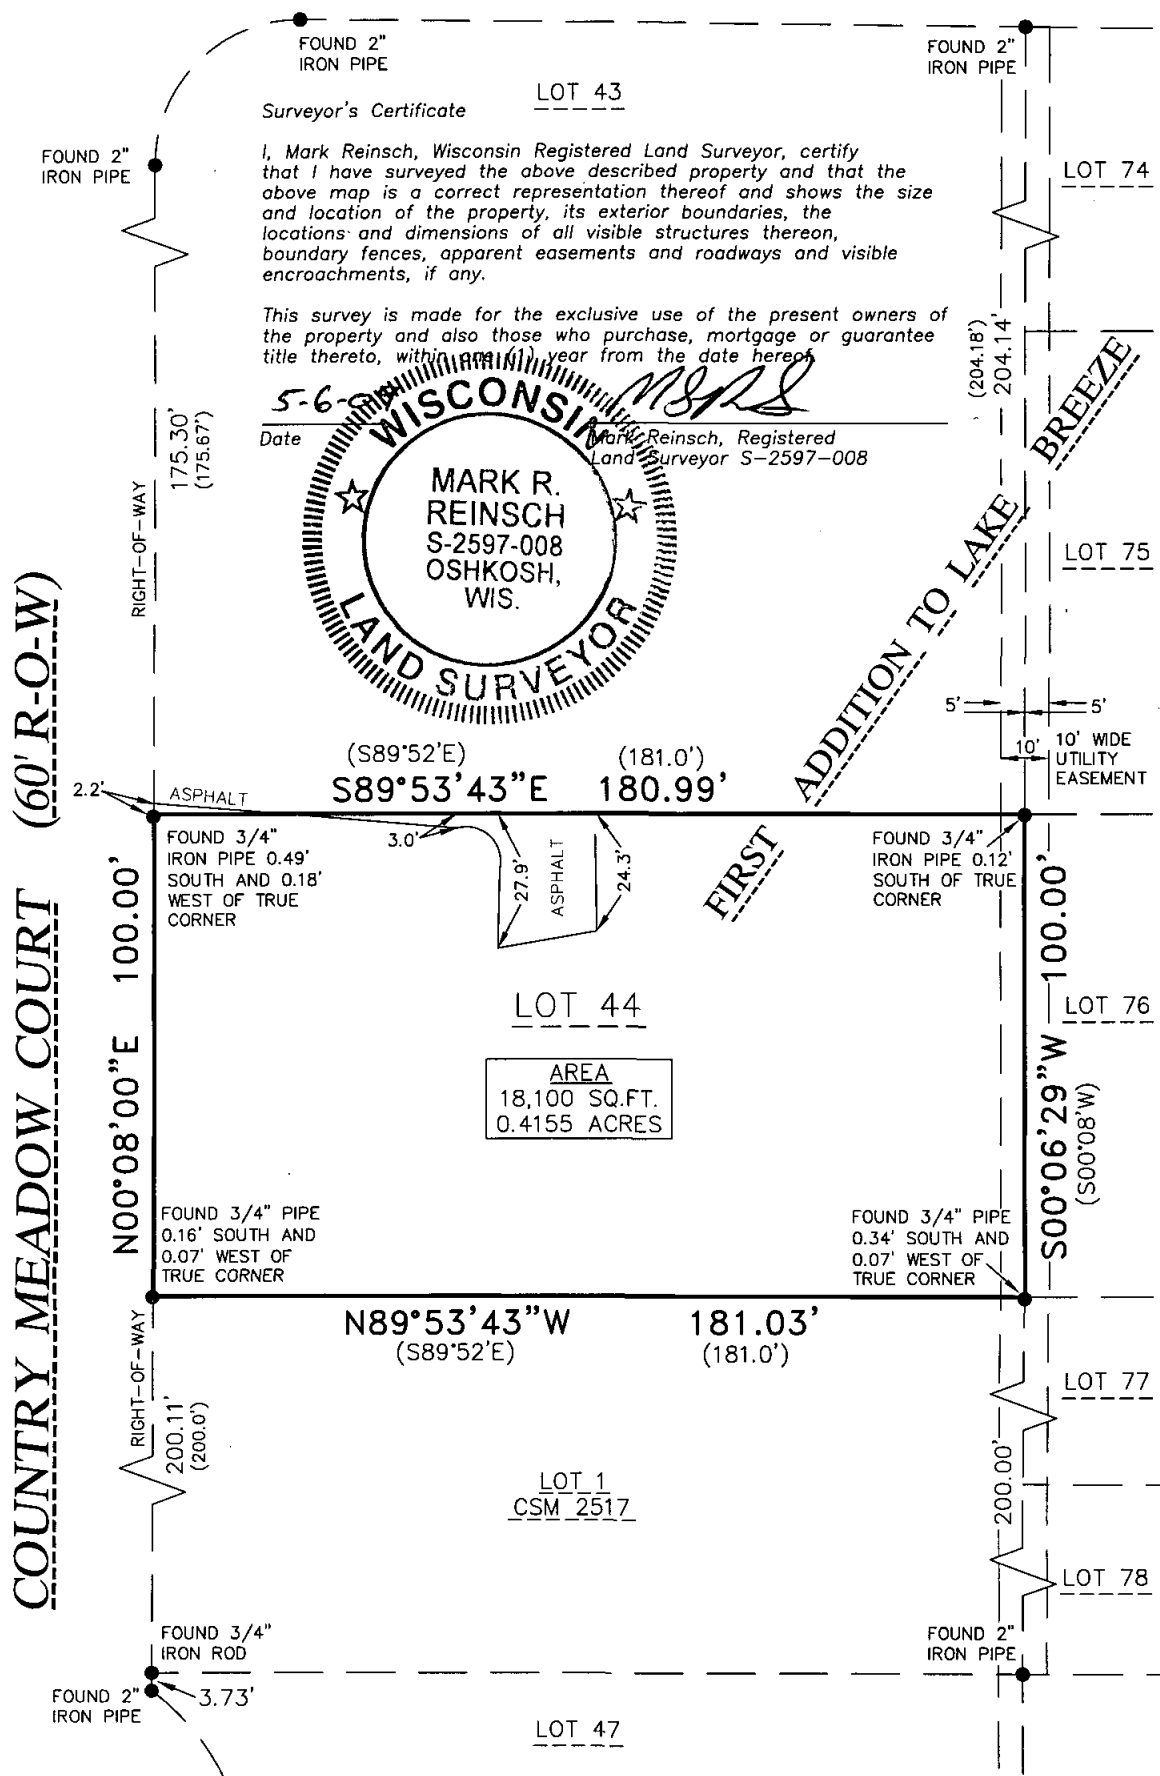 FOUND 2"
IRON PIPE
FOUND 2"
IRON PIPE
LOT 43
Surveyor's Certificate
FOUND 2"
IRON PIPE
I, Mark Reinsch, Wisconsin Registered Land Surveyor, certify
that I have surveyed the above described property and that the
above map is a correct representation thereof and shows the size
and location of the property, its exterior boundaries, the
locations and dimensions of all visible structures thereon,
boundary fences, apparent easements and roadways and visible
encroachments, if any.
LOT 74
This survey is made for the exclusive use of the present owners of
the property and also those who purchase, mortgage or guarantee
title thereto, within one (1) year from the date hereof.
(204.18')
204.14'
5-6-
Date
Mark Reinsch, Registered
Land Surveyor S-2597-008
WISCONSIN
MARK R.
REINSCH
S-2597-008
OSHKOSH,
WIS.
LAND SURVEYOR
175.30'
(175.67')
RIGHT-OF-WAY
LOT 75
FIRST ADDITION TO LAKE BREEZE
COUNTRY MEADOW COURT (60' R-O-W)
5'
5'
10'
10' WIDE
UTILITY
EASEMENT
(S89°52'E) (181.0')
S89°53'43"E 180.99'
2.2'
ASPHALT
3.0'
27.9'
ASPHALT
24.3'
FOUND 3/4"
IRON PIPE 0.49'
SOUTH AND 0.18'
WEST OF TRUE
CORNER
FOUND 3/4"
IRON PIPE 0.12'
SOUTH OF TRUE
CORNER
N00°08'00"E 100.00'
S00°06'29"W 100.00'
(S00°08'W)
LOT 44
LOT 76
AREA
18,100 SQ.FT.
0.4155 ACRES
FOUND 3/4" PIPE
0.16' SOUTH AND
0.07' WEST OF
TRUE CORNER
FOUND 3/4" PIPE
0.34' SOUTH AND
0.07' WEST OF
TRUE CORNER
N89°53'43"W 181.03'
(S89°52'E) (181.0')
RIGHT-OF-WAY
200.11'
(200.0')
LOT 77
LOT 1
CSM 2517
200.00'
LOT 78
FOUND 3/4"
IRON ROD
FOUND 2"
IRON PIPE
FOUND 2"
IRON PIPE
3.73'
LOT 47